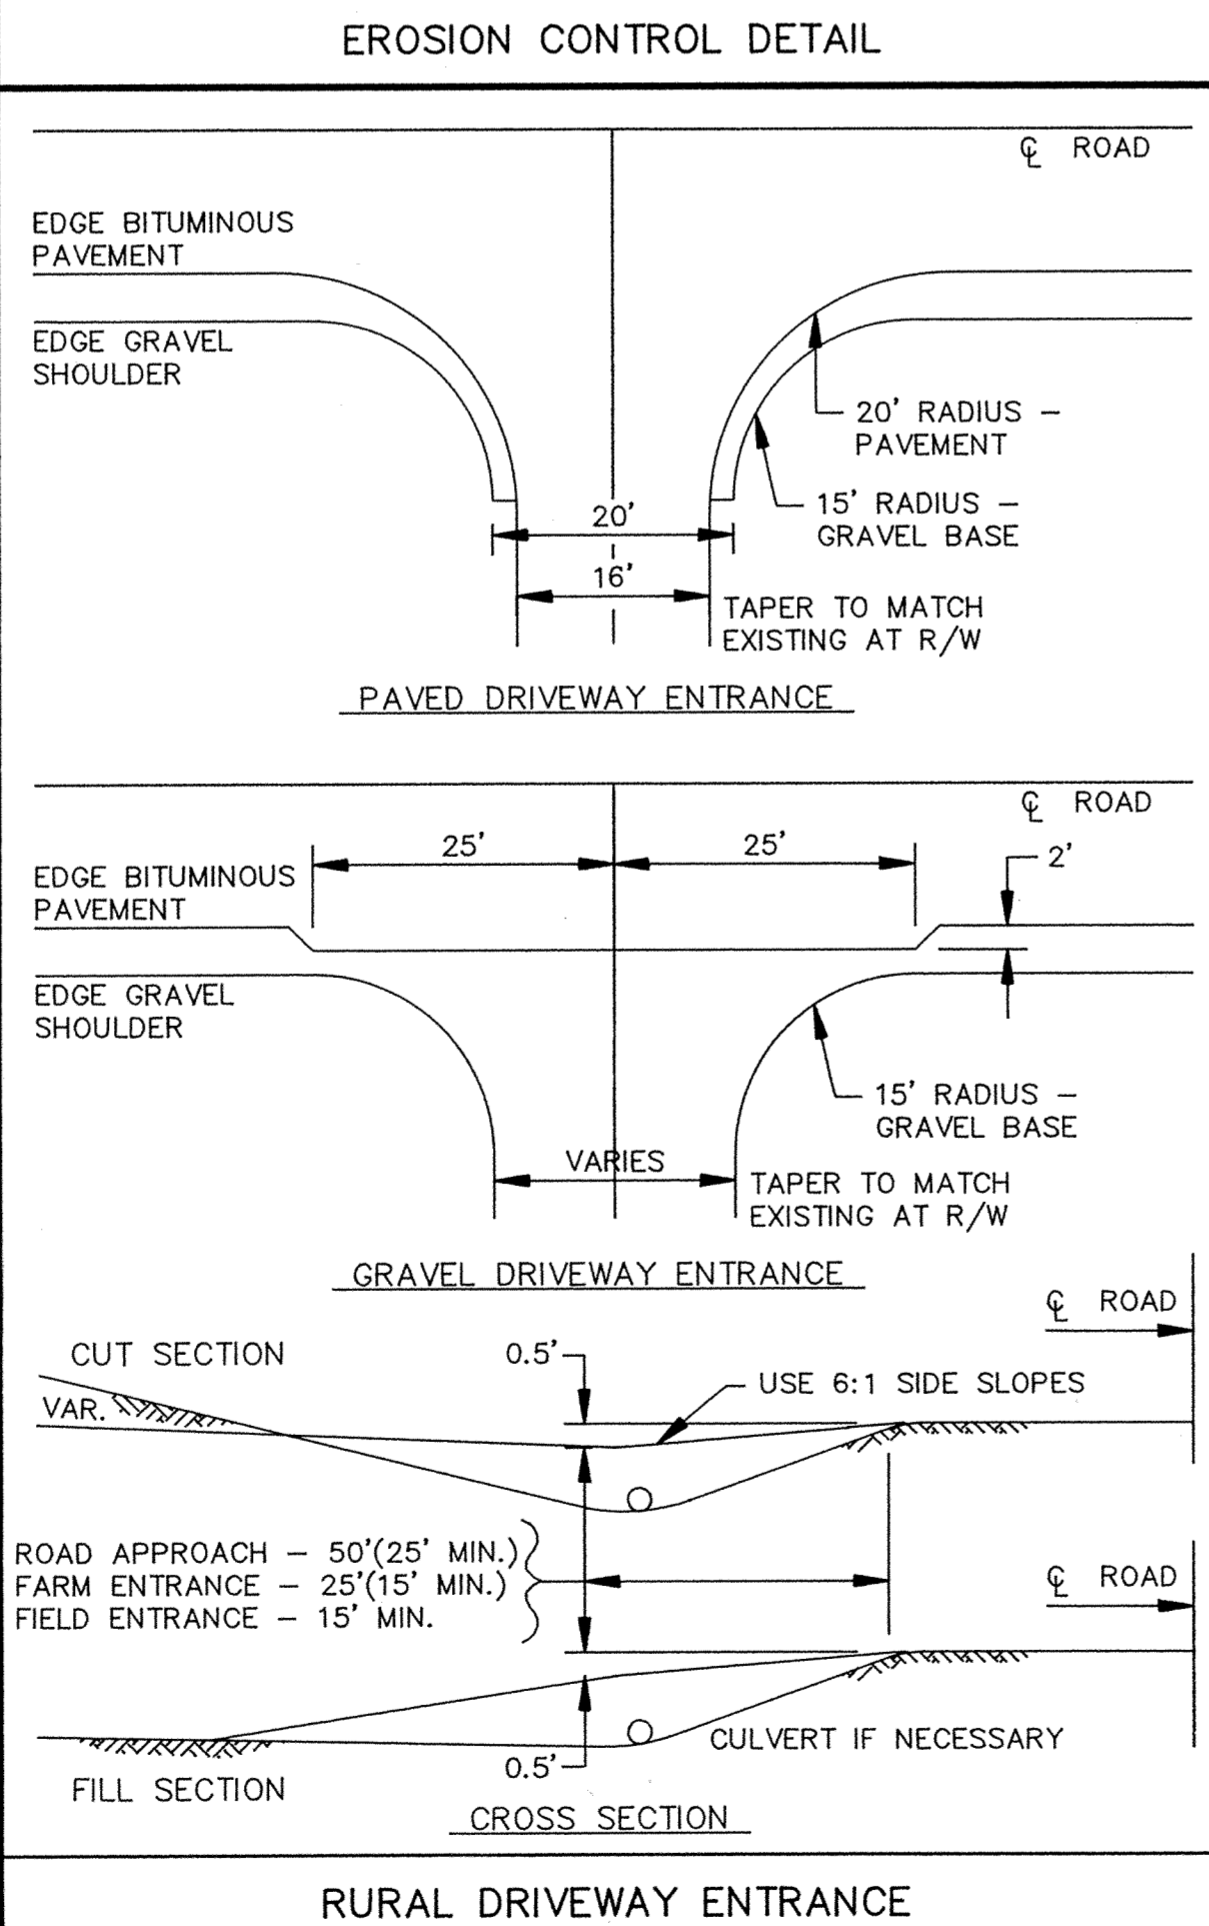 EROSION CONTROL DETAIL
℄ ROAD
EDGE BITUMINOUS
PAVEMENT
EDGE GRAVEL
SHOULDER
20' RADIUS –
PAVEMENT
15' RADIUS –
GRAVEL BASE
20'
16'
TAPER TO MATCH
EXISTING AT R/W
PAVED DRIVEWAY ENTRANCE
℄ ROAD
25'
25'
2'
EDGE BITUMINOUS
PAVEMENT
EDGE GRAVEL
SHOULDER
15' RADIUS –
GRAVEL BASE
VARIES
TAPER TO MATCH
EXISTING AT R/W
GRAVEL DRIVEWAY ENTRANCE
℄ ROAD
CUT SECTION
0.5'
USE 6:1 SIDE SLOPES
VAR.
ROAD APPROACH – 50'(25' MIN.)
FARM ENTRANCE – 25'(15' MIN.)
FIELD ENTRANCE – 15' MIN.
℄ ROAD
CULVERT IF NECESSARY
0.5'
FILL SECTION
CROSS SECTION
RURAL DRIVEWAY ENTRANCE